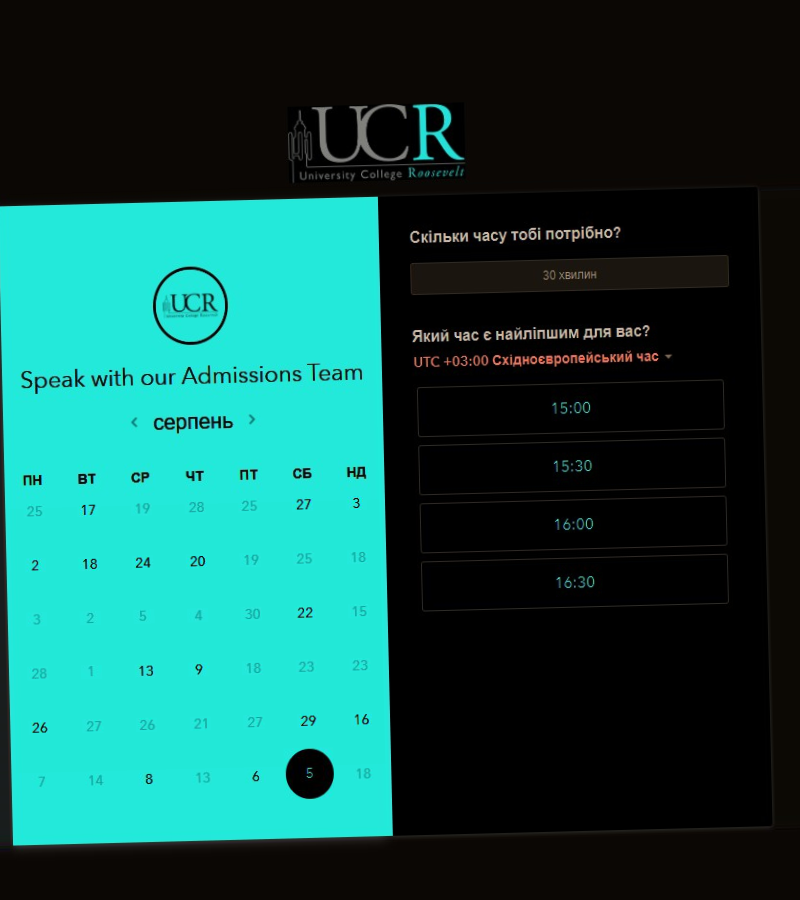 UCR
University College Roosevelt
UCR
Speak with our Admissions Team
серпень
ПН ВТ СР ЧТ ПТ СБ НД
25 17 19 28 25 27 3
2 18 24 20 19 25 18
3 2 5 4 30 22 15
28 1 13 9 18 23 23
26 27 26 21 27 29 16
7 14 8 13 6 5 18
Скільки часу тобі потрібно?
30 хвилин
Який час є найліпшим для вас?
UTC +03:00 Східноєвропейський час
15:00
15:30
16:00
16:30